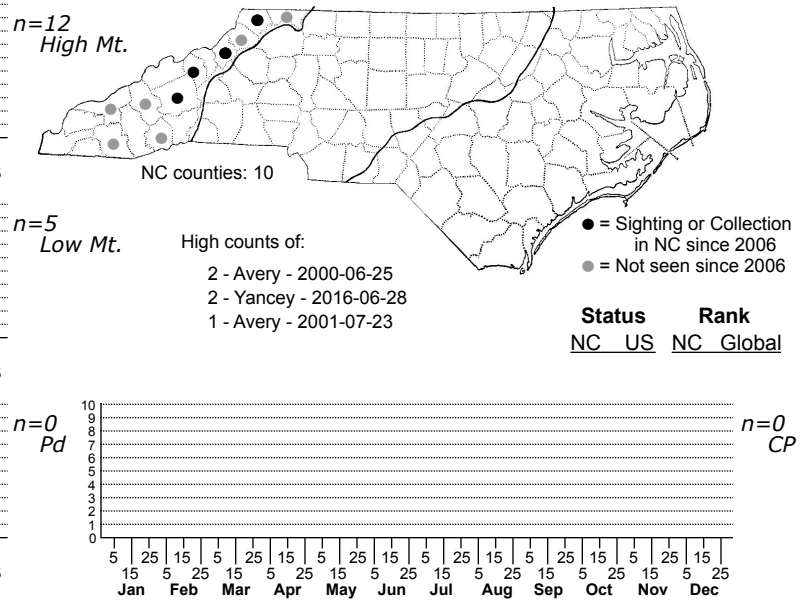 n=12
High Mt.
NC counties: 10
n=5
Low Mt.
High counts of:
2 - Avery - 2000-06-25
2 - Yancey - 2016-06-28
1 - Avery - 2001-07-23
= Sighting or Collection
in NC since 2006
= Not seen since 2006
Status Rank
NC US NC Global
n=0
Pd
n=0
CP
10
9
8
7
6
5
4
3
2
1
0
5 25 15 5 25 15 5 25 15 5 25 15 5 25 15 5 25 15
15 5 25 15 5 25 15 5 25 15 5 25 15 5 25 15 5 25
Jan Feb Mar Apr May Jun Jul Aug Sep Oct Nov Dec